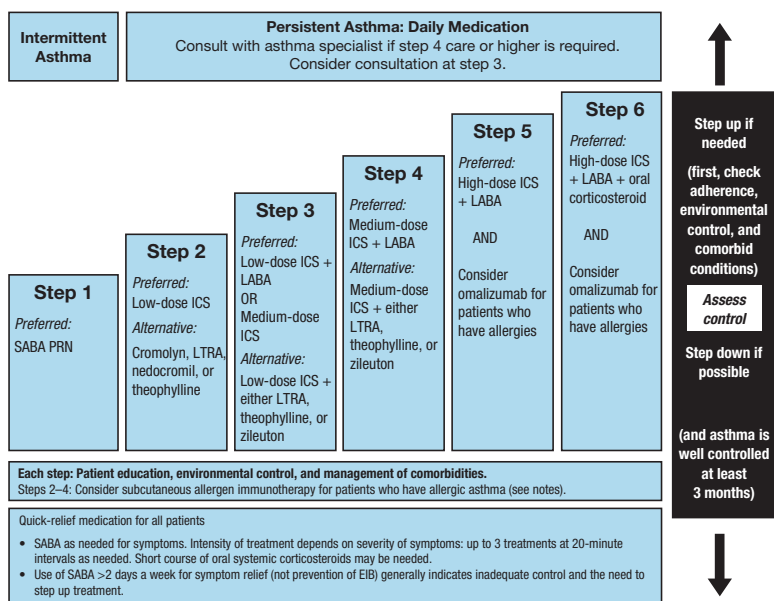 Intermittent
Asthma
Persistent Asthma: Daily Medication
Consult with asthma specialist if step 4 care or higher is required.
Consider consultation at step 3.
Step 1
Preferred:
SABA PRN
Step 2
Preferred:
Low-dose ICS
Alternative:
Cromolyn, LTRA,
nedocromil, or
theophylline
Step 3
Preferred:
Low-dose ICS +
LABA
OR
Medium-dose
ICS
Alternative:
Low-dose ICS +
either LTRA,
theophylline, or
zileuton
Step 4
Preferred:
Medium-dose
ICS + LABA
Alternative:
Medium-dose
ICS + either
LTRA,
theophylline, or
zileuton
Step 5
Preferred:
High-dose ICS
+ LABA
AND
Consider
omalizumab for
patients who
have allergies
Step 6
Preferred:
High-dose ICS
+ LABA + oral
corticosteroid
AND
Consider
omalizumab for
patients who
have allergies
Step up if
needed
(first, check
adherence,
environmental
control, and
comorbid
conditions)
Assess
control
Step down if
possible
(and asthma is
well controlled
at least
3 months)
Each step: Patient education, environmental control, and management of comorbidities.
Steps 2–4: Consider subcutaneous allergen immunotherapy for patients who have allergic asthma (see notes).
Quick-relief medication for all patients
• SABA as needed for symptoms. Intensity of treatment depends on severity of symptoms: up to 3 treatments at 20-minute
intervals as needed. Short course of oral systemic corticosteroids may be needed.
• Use of SABA >2 days a week for symptom relief (not prevention of EIB) generally indicates inadequate control and the need to
step up treatment.